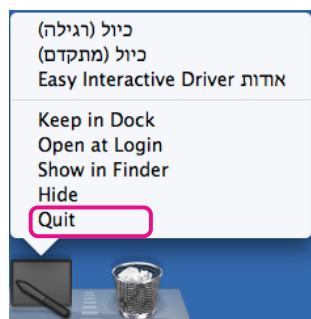 כיול (רגילה)
כיול (מתקדם)
אודות Easy Interactive Driver
Keep in Dock
Open at Login
Show in Finder
Hide
Quit